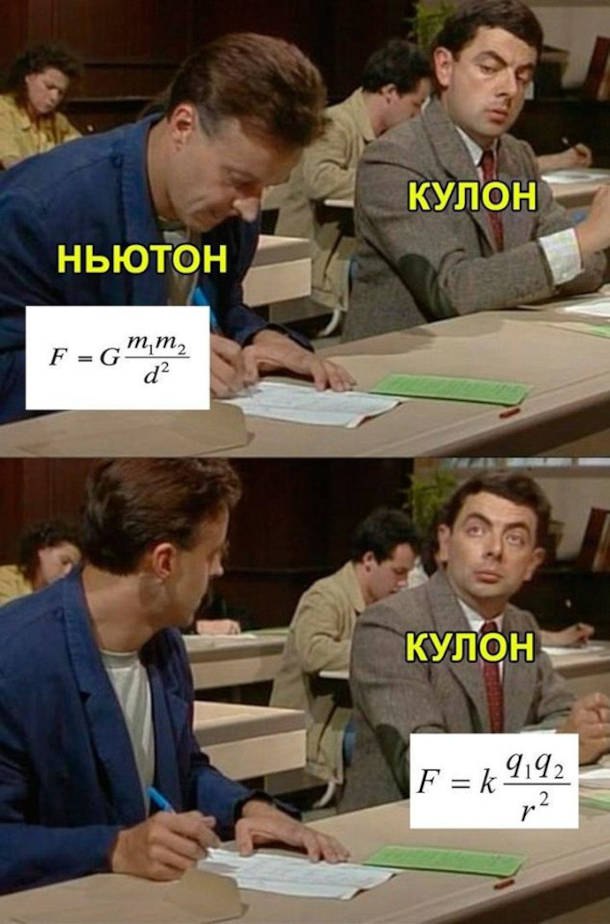 КУЛОН
НЬЮТОН
F = G m₁m₂ / d²
КУЛОН
F = k q₁q₂ / r²